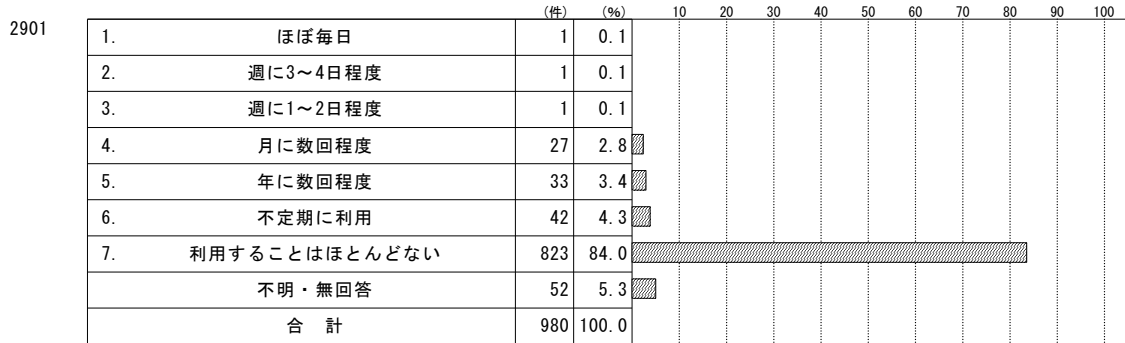 (件) (%) 10 20 30 40 50 60 70 80 90 100
2901
1. ほぼ毎日 1 0.1
2. 週に3～4日程度 1 0.1
3. 週に1～2日程度 1 0.1
4. 月に数回程度 27 2.8
5. 年に数回程度 33 3.4
6. 不定期に利用 42 4.3
7. 利用することはほとんどない 823 84.0
不明・無回答 52 5.3
合 計 980 100.0